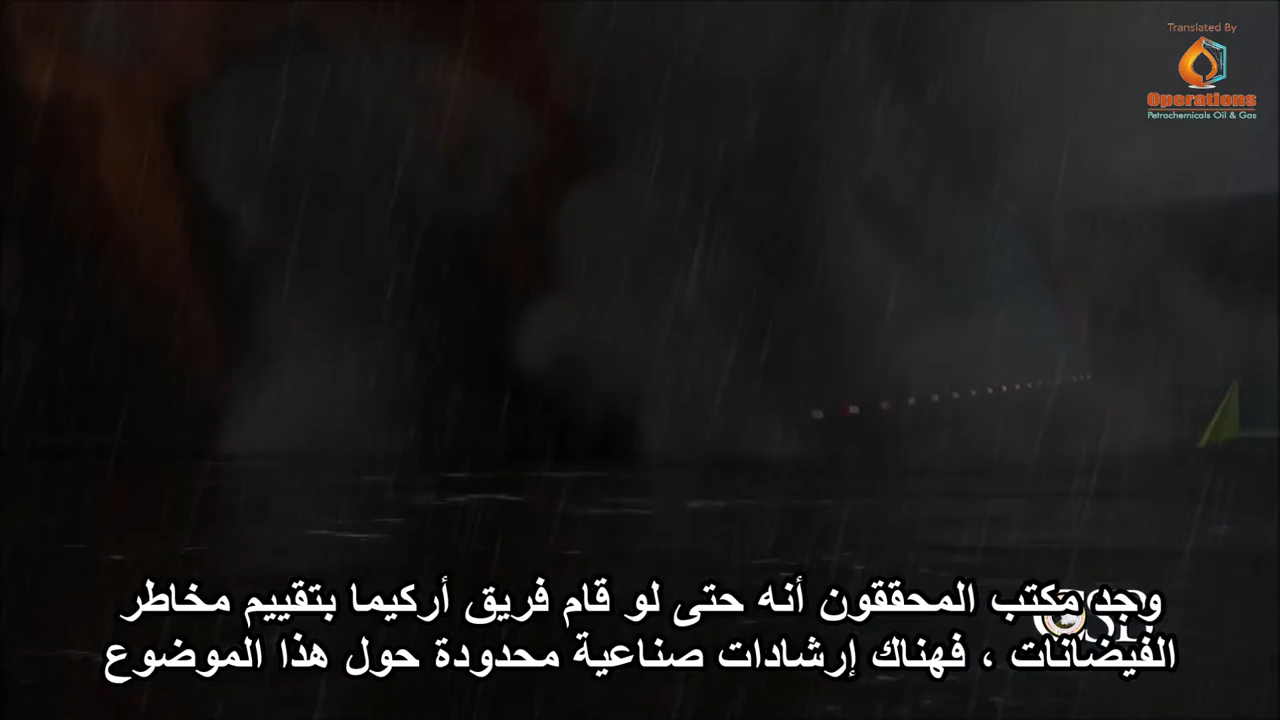 Translated By
Operations
Petrochemicals Oil & Gas
وجد مكتب المحققون أنه حتى لو قام فريق أركيما بتقييم مخاطر
الفيضانات ، فهناك إرشادات صناعية محدودة حول هذا الموضوع